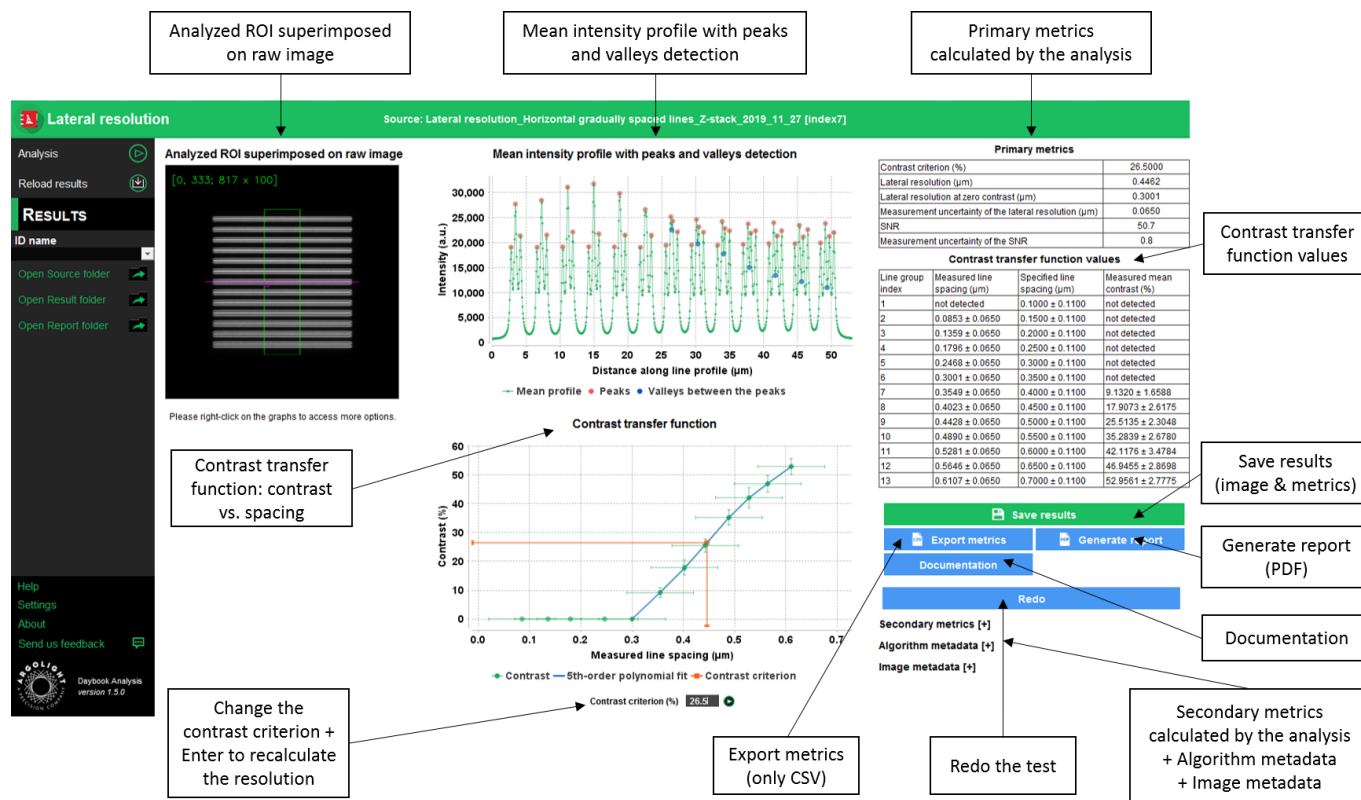 Analyzed ROI superimposed
on raw image
Mean intensity profile with peaks
and valleys detection
Primary metrics
calculated by the analysis
Lateral resolution
Source: Lateral resolution_Horizontal gradually spaced lines_Z-stack_2019_11_27 [index7]
Analysis
Reload results
RESULTS
ID name
Open Source folder
Open Result folder
Open Report folder
Analyzed ROI superimposed on raw image
[0, 333; 817 × 100]
Please right-click on the graphs to access more options.
Mean intensity profile with peaks and valleys detection
Intensity (a.u.)
30,000
25,000
20,000
15,000
10,000
5,000
0
0 5 10 15 20 25 30 35 40 45 50
Distance along line profile (µm)
Mean profile Peaks Valleys between the peaks
Primary metrics
Contrast criterion (%) 26.5000
Lateral resolution (µm) 0.4462
Lateral resolution at zero contrast (µm) 0.3001
Measurement uncertainty of the lateral resolution (µm) 0.0650
SNR 50.7
Measurement uncertainty of the SNR 0.8
Contrast transfer function values
Line group index Measured line spacing (µm) Specified line spacing (µm) Measured mean contrast (%)
1 not detected 0.1000 ± 0.1100 not detected
2 0.0853 ± 0.0650 0.1500 ± 0.1100 not detected
3 0.1359 ± 0.0650 0.2000 ± 0.1100 not detected
4 0.1796 ± 0.0650 0.2500 ± 0.1100 not detected
5 0.2468 ± 0.0650 0.3000 ± 0.1100 not detected
6 0.3001 ± 0.0650 0.3500 ± 0.1100 not detected
7 0.3549 ± 0.0650 0.4000 ± 0.1100 9.1320 ± 1.6588
8 0.4023 ± 0.0650 0.4500 ± 0.1100 17.9073 ± 2.6175
9 0.4428 ± 0.0650 0.5000 ± 0.1100 25.5135 ± 2.3048
10 0.4890 ± 0.0650 0.5500 ± 0.1100 35.2839 ± 2.6780
11 0.5281 ± 0.0650 0.6000 ± 0.1100 42.1176 ± 3.4784
12 0.5646 ± 0.0650 0.6500 ± 0.1100 46.9455 ± 2.8698
13 0.6107 ± 0.0650 0.7000 ± 0.1100 52.9561 ± 2.7775
Contrast transfer
function values
Contrast transfer
function: contrast
vs. spacing
Contrast transfer function
Contrast (%)
60
50
40
30
20
10
0
0.0 0.1 0.2 0.3 0.4 0.5 0.6 0.7
Measured line spacing (µm)
Contrast 5th-order polynomial fit Contrast criterion
Contrast criterion (%) 26.5
Save results
Export metrics
CSV
Generate report
PDF
Documentation
Redo
Secondary metrics [+]
Algorithm metadata [+]
Image metadata [+]
Save results
(image & metrics)
Generate report
(PDF)
Documentation
Secondary metrics
calculated by the analysis
+ Algorithm metadata
+ Image metadata
Help
Settings
About
Send us feedback
ARGOLIGHT
A PRECISION COMPANY
Daybook Analysis
version 1.5.0
Change the
contrast criterion +
Enter to recalculate
the resolution
Export metrics
(only CSV)
Redo the test